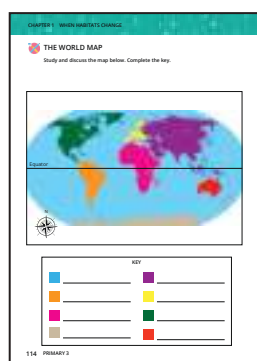 CHAPTER 1 WHEN HABITATS CHANGE
THE WORLD MAP
Study and discuss the map below. Complete the key.
Equator
N
KEY
114 PRIMARY 3